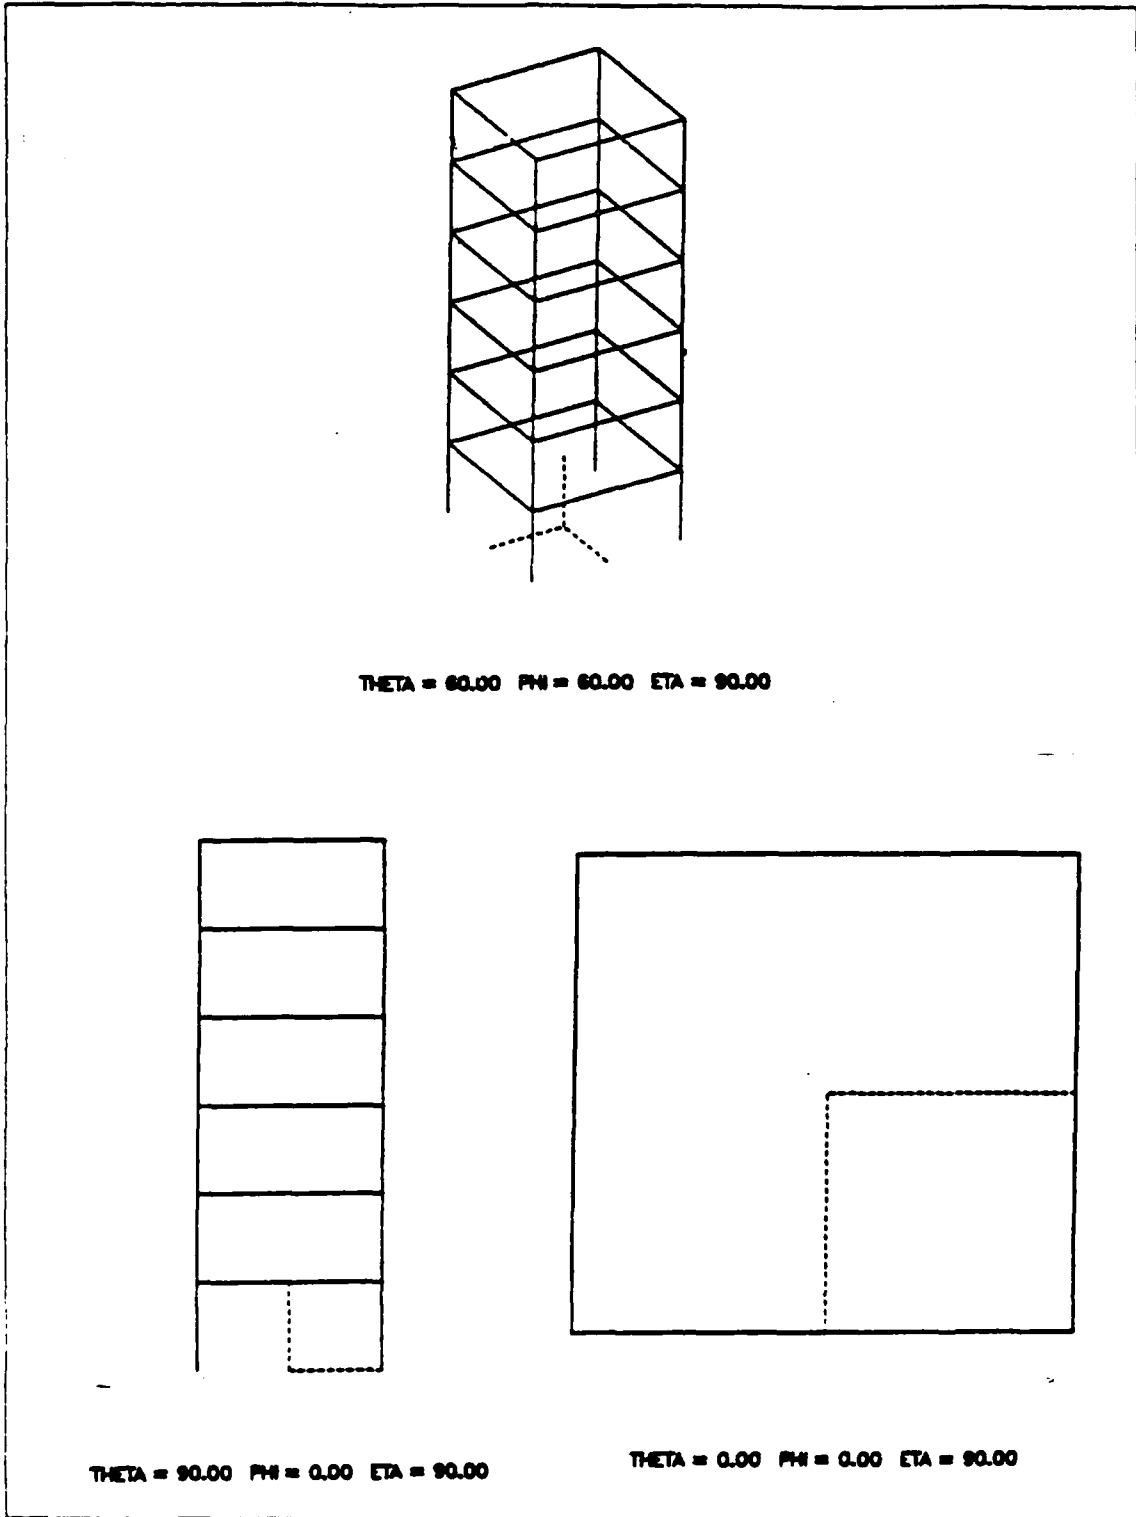 THETA = 60.00 PHI = 60.00 ETA = 90.00
THETA = 90.00 PHI = 0.00 ETA = 90.00
THETA = 0.00 PHI = 0.00 ETA = 90.00